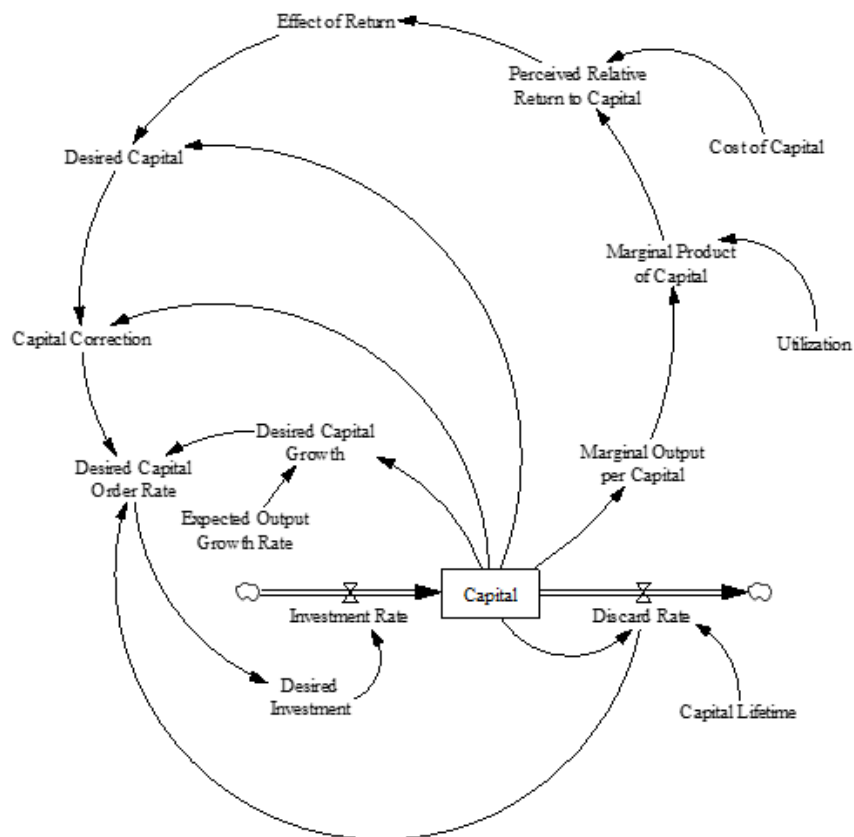 Effect of Return
Perceived Relative
Return to Capital
Cost of Capital
Desired Capital
Marginal Product
of Capital
Capital Correction
Utilization
Desired Capital
Growth
Marginal Output
per Capital
Desired Capital
Order Rate
Expected Output
Growth Rate
Capital
Investment Rate
Discard Rate
Desired
Investment
Capital Lifetime